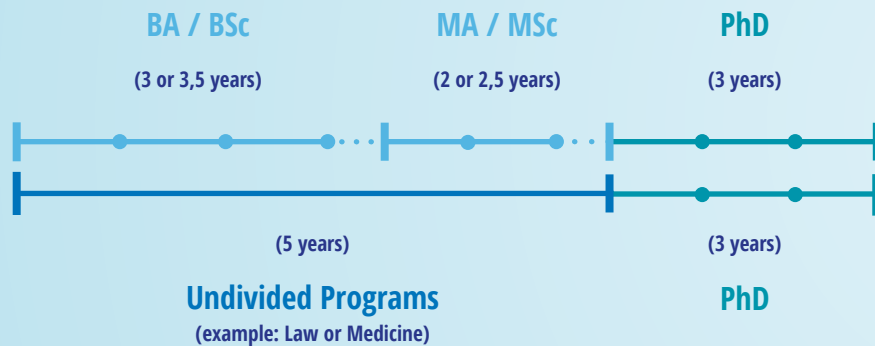 BA / BSc MA / MSc PhD
(3 or 3,5 years) (2 or 2,5 years) (3 years)
(5 years) (3 years)
Undivided Programs PhD
(example: Law or Medicine)